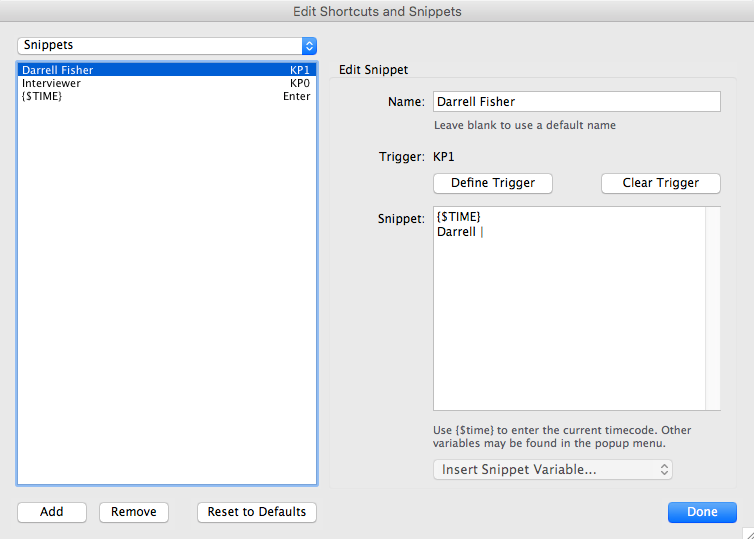 Edit Shortcuts and Snippets
Snippets
Darrell Fisher KP1
Interviewer KP0
{$TIME} Enter
Add Remove Reset to Defaults
Edit Snippet
Name: Darrell Fisher
Leave blank to use a default name
Trigger: KP1
Define Trigger Clear Trigger
Snippet: {$TIME}
Darrell |
Use {$time} to enter the current timecode. Other
variables may be found in the popup menu.
Insert Snippet Variable...
Done